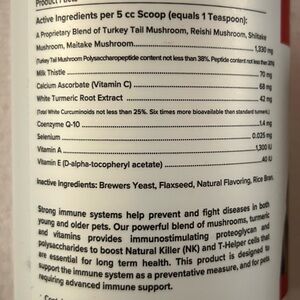 Product Facts
Active Ingredients per 5 cc Scoop (equals 1 Teaspoon):
A Proprietary Blend of Turkey Tail Mushroom, Reishi Mushroom, Shiitake
Mushroom, Maitake Mushroom 1,330 mg
(Turkey Tail Mushroom Polysaccharopeptide content not less than 38%. Peptide content not less than 20%)
Milk Thistle 70 mg
Calcium Ascorbate (Vitamin C) 68 mg
White Turmeric Root Extract 42 mg
(Total White Curcuminoids not less than 25%. Six times more bioavailable than standard turmeric.)
Coenzyme Q-10 1.4 mg
Selenium 0.025 mg
Vitamin A 1,300 IU
Vitamin E (D-alpha-tocopheryl acetate) 40 IU
Inactive Ingredients: Brewers Yeast, Flaxseed, Natural Flavoring, Rice Bran.
Strong immune systems help prevent and fight diseases in both
young and older pets. Our powerful blend of mushrooms, turmeric
and vitamins provides immunostimulating proteoglycan and
polysaccharides to boost Natural Killer (NK) and T-Helper cells that
are essential for long term health. This product is designed to
support the immune system as a preventative measure, and for pets
requiring advanced immune support.